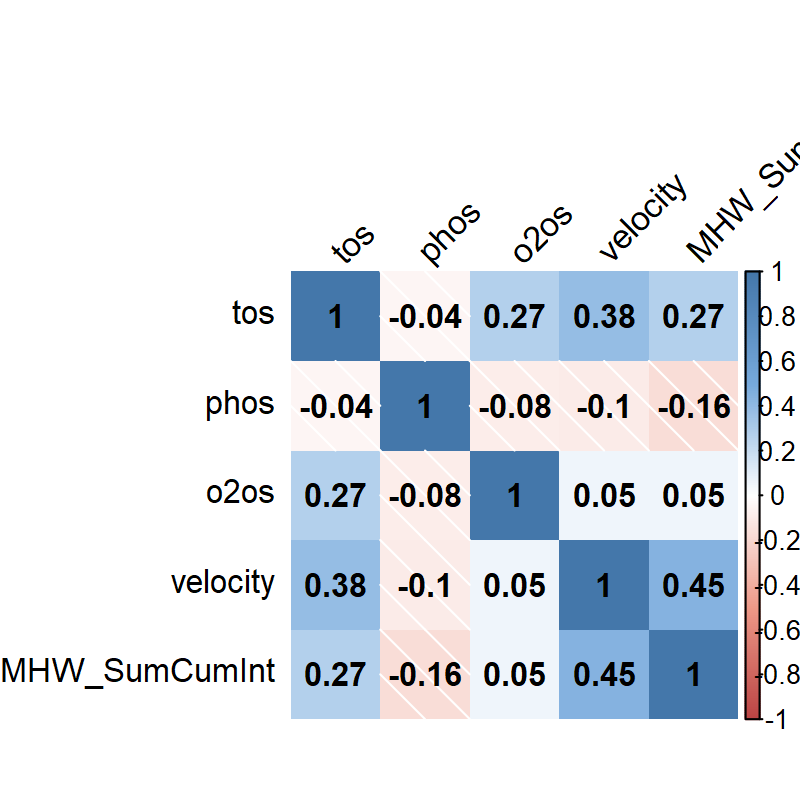 tos phos o2os velocity MHW_Sum
tos 1 -0.04 0.27 0.38 0.27
phos -0.04 1 -0.08 -0.1 -0.16
o2os 0.27 -0.08 1 0.05 0.05
velocity 0.38 -0.1 0.05 1 0.45
MHW_SumCumInt 0.27 -0.16 0.05 0.45 1
1
0.8
0.6
0.4
0.2
0
-0.2
-0.4
-0.6
-0.8
-1